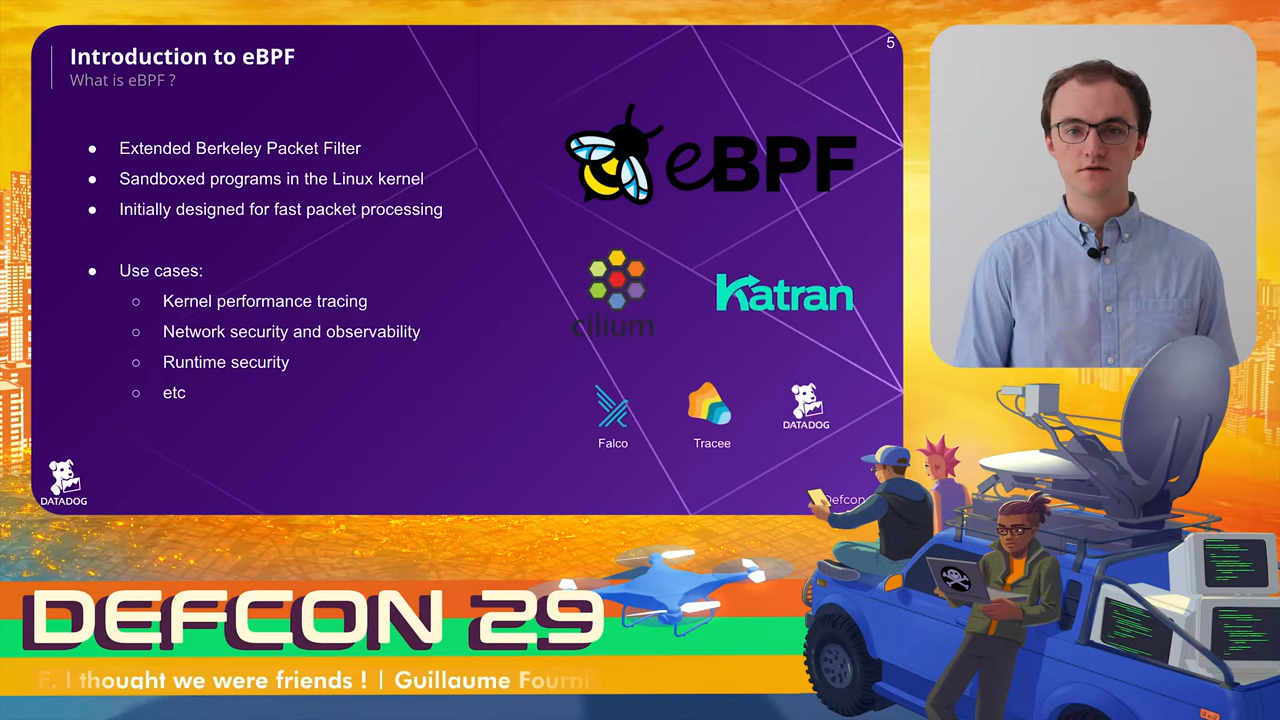 5
Introduction to eBPF
What is eBPF ?
● Extended Berkeley Packet Filter
● Sandboxed programs in the Linux kernel
● Initially designed for fast packet processing
● Use cases:
○ Kernel performance tracing
○ Network security and observability
○ Runtime security
○ etc
eBPF
cilium
Katran
Falco
Tracee
DATADOG
DATADOG
Defcon
DEFCON 29
F, I thought we were friends ! | Guillaume Fourni